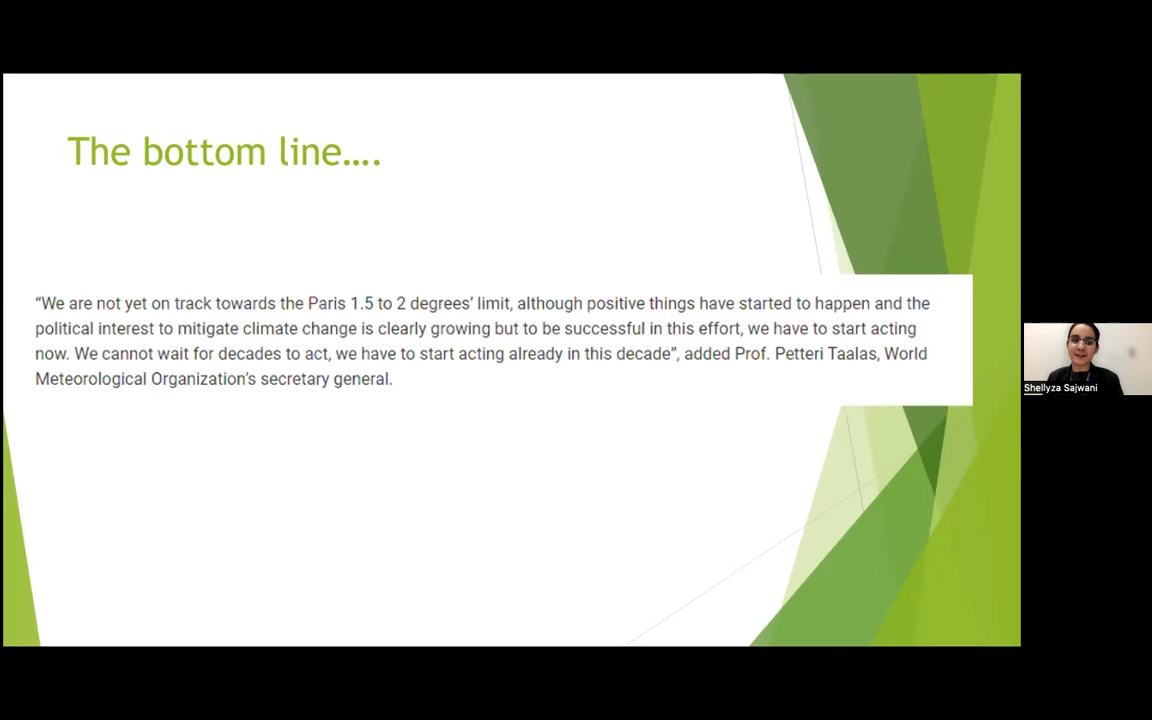 The bottom line....
“We are not yet on track towards the Paris 1.5 to 2 degrees’ limit, although positive things have started to happen and the
political interest to mitigate climate change is clearly growing but to be successful in this effort, we have to start acting
now. We cannot wait for decades to act, we have to start acting already in this decade”, added Prof. Petteri Taalas, World
Meteorological Organization’s secretary general.
Shellyza Sajwani